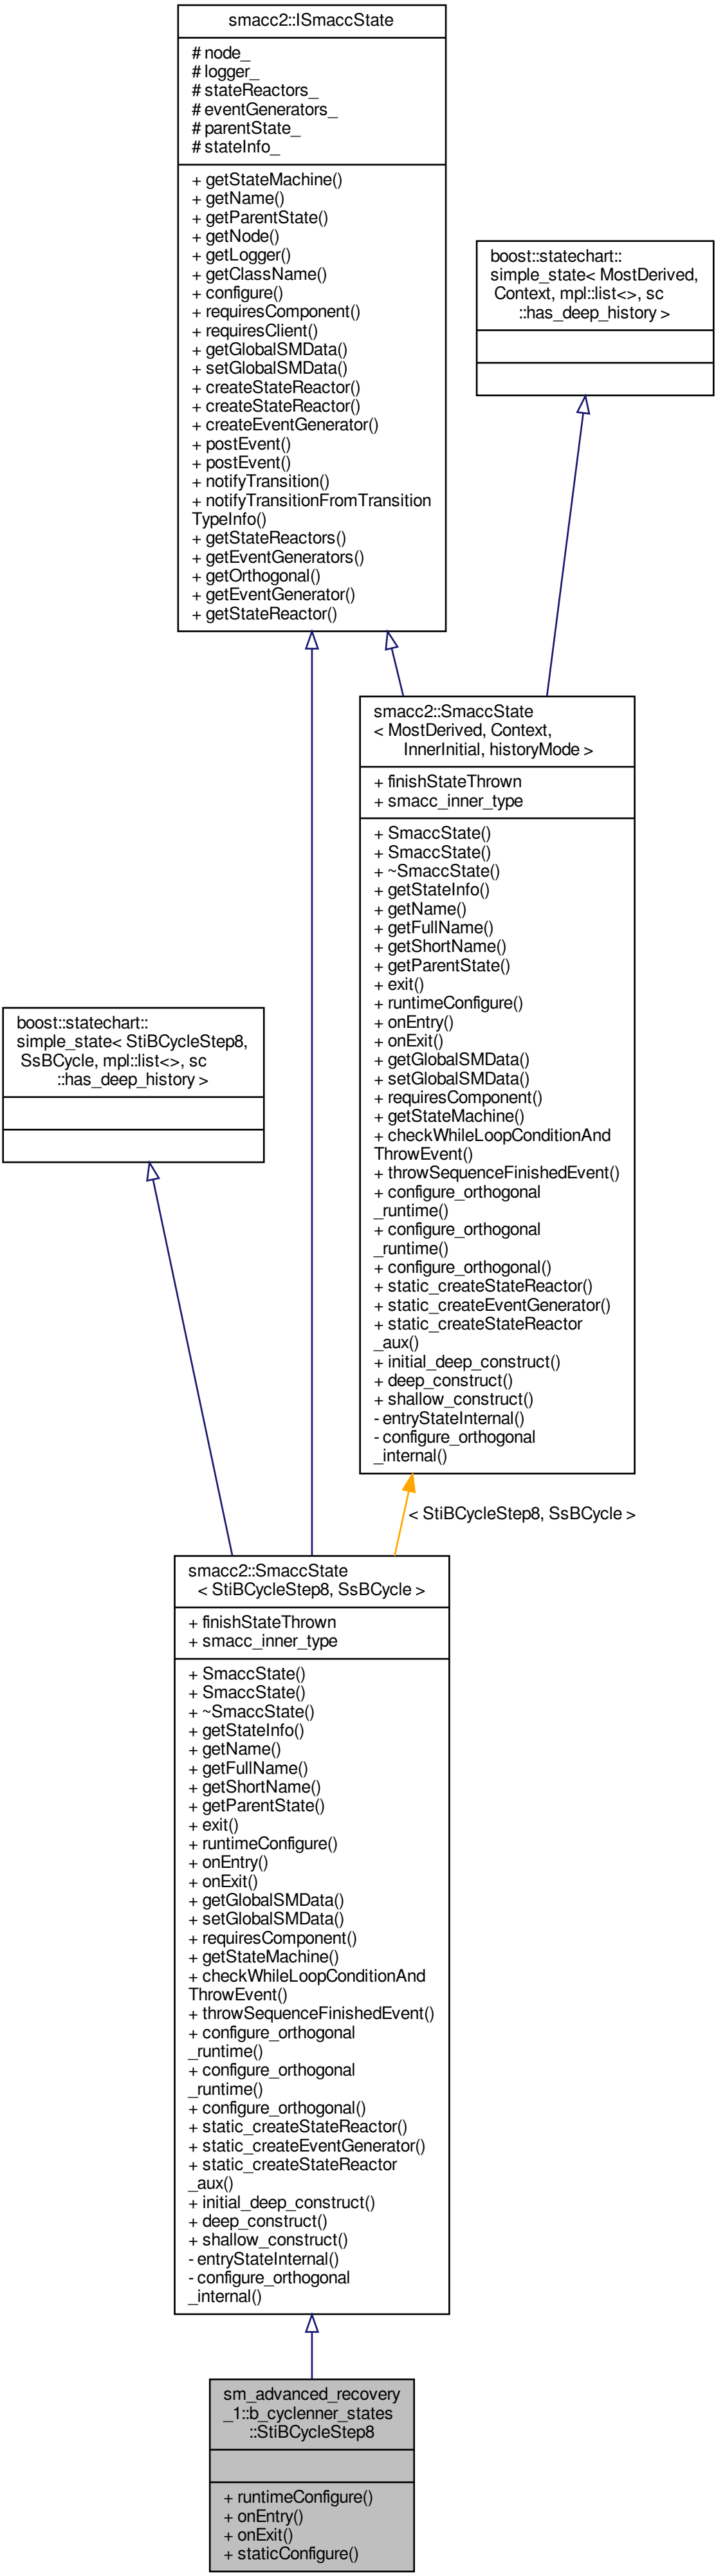 smacc2::ISmaccState
# node_
# logger_
# stateReactors_
# eventGenerators_
# parentState_
# stateInfo_
+ getStateMachine()
+ getName()
+ getParentState()
+ getNode()
+ getLogger()
+ getClassName()
+ configure()
+ requiresComponent()
+ requiresClient()
+ getGlobalSMData()
+ setGlobalSMData()
+ createStateReactor()
+ createStateReactor()
+ createEventGenerator()
+ postEvent()
+ postEvent()
+ notifyTransition()
+ notifyTransitionFromTransition
TypeInfo()
+ getStateReactors()
+ getEventGenerators()
+ getOrthogonal()
+ getEventGenerator()
+ getStateReactor()
boost::statechart::
simple_state< MostDerived,
Context, mpl::list<>, sc
::has_deep_history >
smacc2::SmaccState
< MostDerived, Context,
InnerInitial, historyMode >
+ finishStateThrown
+ smacc_inner_type
+ SmaccState()
+ SmaccState()
+ ~SmaccState()
+ getStateInfo()
+ getName()
+ getFullName()
+ getShortName()
+ getParentState()
+ exit()
+ runtimeConfigure()
+ onEntry()
+ onExit()
+ getGlobalSMData()
+ setGlobalSMData()
+ requiresComponent()
+ getStateMachine()
+ checkWhileLoopConditionAnd
ThrowEvent()
+ throwSequenceFinishedEvent()
+ configure_orthogonal
_runtime()
+ configure_orthogonal
_runtime()
+ configure_orthogonal()
+ static_createStateReactor()
+ static_createEventGenerator()
+ static_createStateReactor
_aux()
+ initial_deep_construct()
+ deep_construct()
+ shallow_construct()
- entryStateInternal()
- configure_orthogonal
_internal()
boost::statechart::
simple_state< StiBCycleStep8,
SsBCycle, mpl::list<>, sc
::has_deep_history >
< StiBCycleStep8, SsBCycle >
smacc2::SmaccState
< StiBCycleStep8, SsBCycle >
+ finishStateThrown
+ smacc_inner_type
+ SmaccState()
+ SmaccState()
+ ~SmaccState()
+ getStateInfo()
+ getName()
+ getFullName()
+ getShortName()
+ getParentState()
+ exit()
+ runtimeConfigure()
+ onEntry()
+ onExit()
+ getGlobalSMData()
+ setGlobalSMData()
+ requiresComponent()
+ getStateMachine()
+ checkWhileLoopConditionAnd
ThrowEvent()
+ throwSequenceFinishedEvent()
+ configure_orthogonal
_runtime()
+ configure_orthogonal
_runtime()
+ configure_orthogonal()
+ static_createStateReactor()
+ static_createEventGenerator()
+ static_createStateReactor
_aux()
+ initial_deep_construct()
+ deep_construct()
+ shallow_construct()
- entryStateInternal()
- configure_orthogonal
_internal()
sm_advanced_recovery
_1::b_cyclenner_states
::StiBCycleStep8
+ runtimeConfigure()
+ onEntry()
+ onExit()
+ staticConfigure()